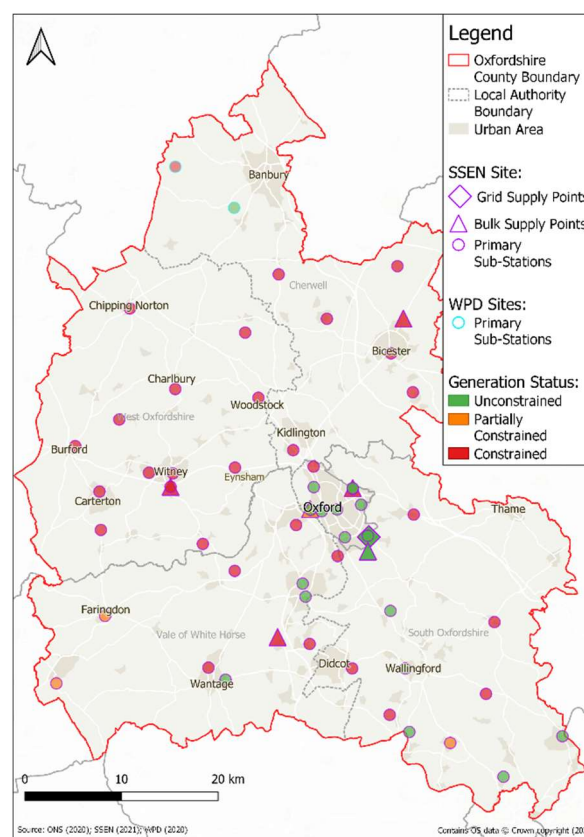 Legend
Oxfordshire
County Boundary
Local Authority
Boundary
Urban Area
SSEN Site:
Grid Supply Points
Bulk Supply Points
Primary
Sub-Stations
WPD Sites:
Primary
Sub-Stations
Generation Status:
Unconstrained
Partially
Constrained
Constrained
Banbury
Cherwell
Chipping Norton
Bicester
Charlbury
West Oxfordshire
Woodstock
Kidlington
Burford
Witney
Eynsham
Carterton
Oxford
Thame
Faringdon
Vale of White Horse
South Oxfordshire
Didcot
Wallingford
Wantage
0 10 20 km
Source: ONS (2020); SSEN (2021); WPD (2020)
Contains OS data © Crown copyright (20